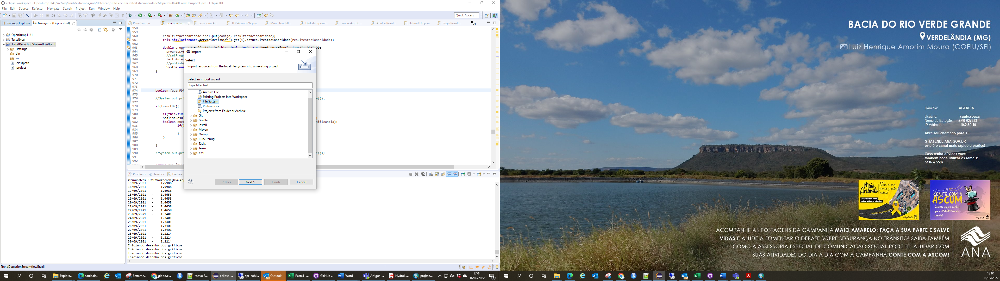 eclipse-workspace - OpenJump1141/src/org/snirh/extremos_unb/deteccao/util/ExecutarTestesEstacionaridadeMapaResultsAllCorrelTemporal.java - Eclipse IDE
File Edit Source Refactor Navigate Search Project Run Window Help
Quick Access
Package Explorer Navigator (Deprecated)
PanelSimula... ExecutarTes... SelecionarA... TFPWcunbPW.java MannKendall... DadoTemporal... FuncaoAutoC... AnaliseResul... DefinirFDR.java PegarResult... 36
OpenJump1141
TesteExcel
TrendDetectionStreamflowBrazil
.settings
bin
src
.classpath
.project
958
959
960 resultEstacionaridadeTipo1.put(codigo, resultestacionaridade);
961 this.simulationData.getVariaveisHidr().get(i).setResultestacionaridade(resultestacionaridade);
962
963 double progress2 = ((i+1)*1.0/(this.simulationData.getVariaveisHidr().size()*1.0))*100;
964 progress=(
965 //setProgr
966 textointer
967 //publish(
968 System.out
969 }
970
971
972
973
974 boolean fazerFDR
975
976 //System.out.pri e());
977
978 if(fazerFDR){
979
980 if(this.simu
981 AnaliseResul ;
982 boolean exec nificancia);
983 if(!
984
985 }
986 }
987
988 }
989
990 //System.out.pri e());
991
992
Import
Select
Import resources from the local file system into an existing project.
Select an import wizard:
type filter text
Archive File
Existing Projects into Workspace
File System
Preferences
Projects from Folder or Archive
Git
Gradle
Install
Maven
Oomph
Run/Debug
Tasks
Team
XML
< Back Next > Finish Cancel
Problems Javadoc Declarat
<terminated> JUMPWorkbench [Java Ap
15/09/2021 - 1.5988
16/09/2021 - 1.5988
17/09/2021 - 1.5988
18/09/2021 - 1.4658
19/09/2021 - 1.4658
20/09/2021 - 1.4658
21/09/2021 - 1.4658
22/09/2021 - 1.4658
23/09/2021 - 1.3401
24/09/2021 - 1.3401
25/09/2021 - 1.3401
26/09/2021 - 1.3401
27/09/2021 - 1.3401
28/09/2021 - 1.2214
29/09/2021 - 1.2214
30/09/2021 - 1.2214
Iniciando desenho dos gráficos
Iniciando desenho dos gráficos
Iniciando desenho dos gráficos
Iniciando desenho dos gráficos
TrendDetectionStreamflowBrazil
Explora... sauloair... Ferrame... globo.c... *novo 8... eclipse-... spr-cohi... Outlook Pasta1 -... GitHub ... Word Artigos_... Hydrol. ... projeto... 17:04
16/05/2022 7
BACIA DO RIO VERDE GRANDE
VERDELÂNDIA (MG)
Luiz Henrique Amorim Moura (COFIU/SFI)
Domínio: AGENCIA
Usuário: saulo.souza
Nome da Estação: SPR-027333
IP Address: 10.2.80.19
Abra seu chamado para TI:
STIATENDE.ANA.GOV.BR
este é o canal mais rápido e prático!
Caso tenha dúvidas você
também pode utilizar os ramais:
5416 e 5597
Maio Amarelo
Faça a sua parte e salve vidas!
Todo mundo pode
salvar vidas no trânsito!
JUNTOS SALVAMOS VIDAS
ANA
CONTE COM A
ASCOM
Conheça alguns coelhos
que a ASCOM tira da
cartola!
ANA
ACOMPANHE AS POSTAGENS DA CAMPANHA MAIO AMARELO: FAÇA A SUA PARTE E SALVE
VIDAS E AJUDE A FOMENTAR O DEBATE SOBRE SEGURANÇA NO TRÂNSITO! SAIBA TAMBÉM
COMO A ASSESSORIA ESPECIAL DE COMUNICAÇÃO SOCIAL PODE TE AJUDAR COM
SUAS ATIVIDADES DO DIA A DIA COM A CAMPANHA CONTE COM A ASCOM!
ANA
17:04
16/05/2022